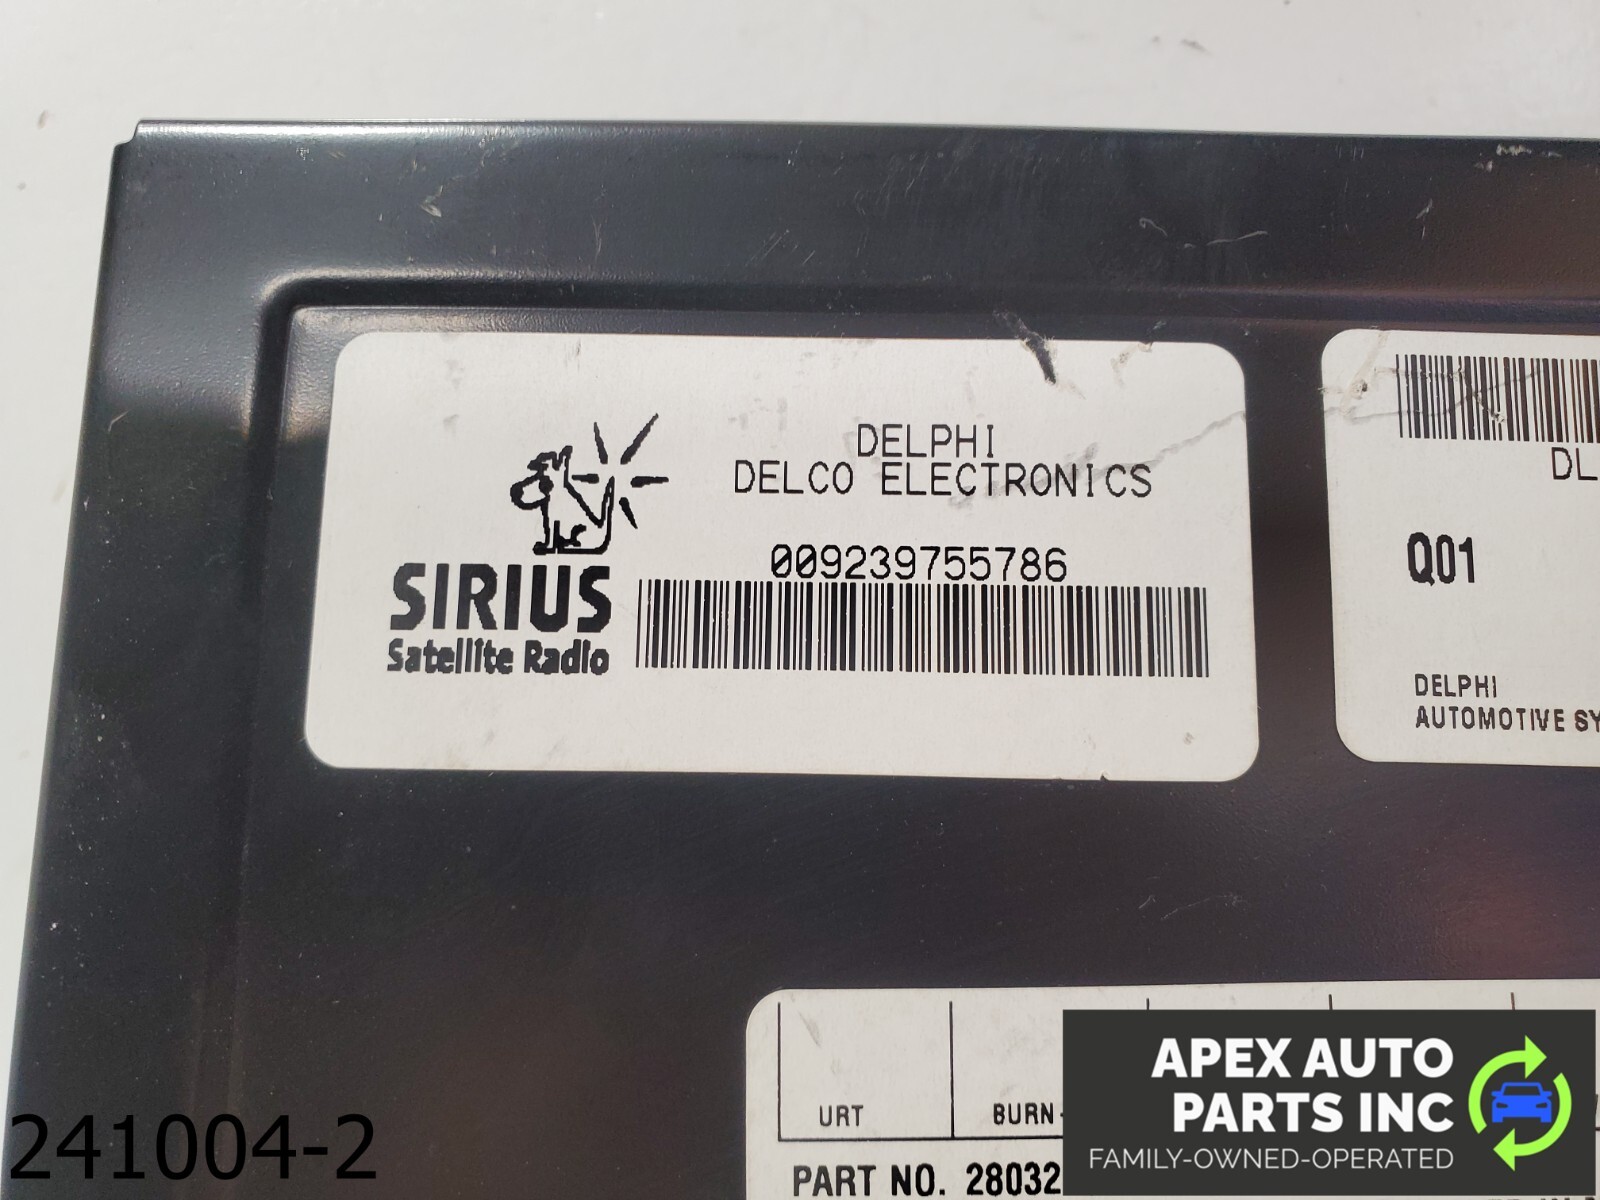 DELPHI
DELCO ELECTRONICS
009239755786
SIRIUS
Satellite Radio
DL
Q01
DELPHI
AUTOMOTIVE SY
URT
BURN-
PART NO. 28032
APEX AUTO
PARTS INC
FAMILY-OWNED-OPERATED
241004-2